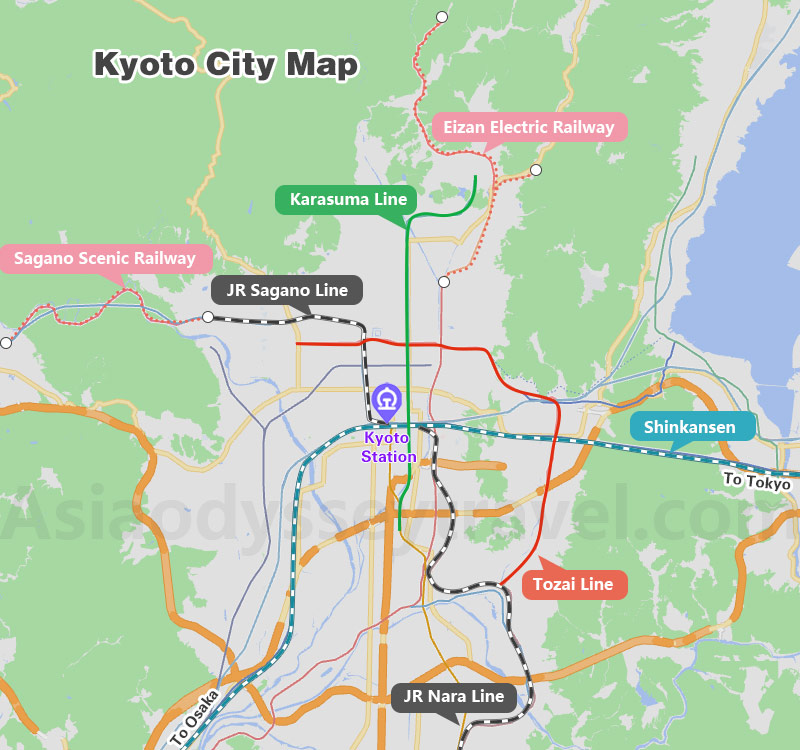 Kyoto City Map
Eizan Electric Railway
Karasuma Line
Sagano Scenic Railway
JR Sagano Line
Kyoto
Station
Shinkansen
To Tokyo
Asiaodysseytravel.com
Tozai Line
JR Nara Line
To Osaka